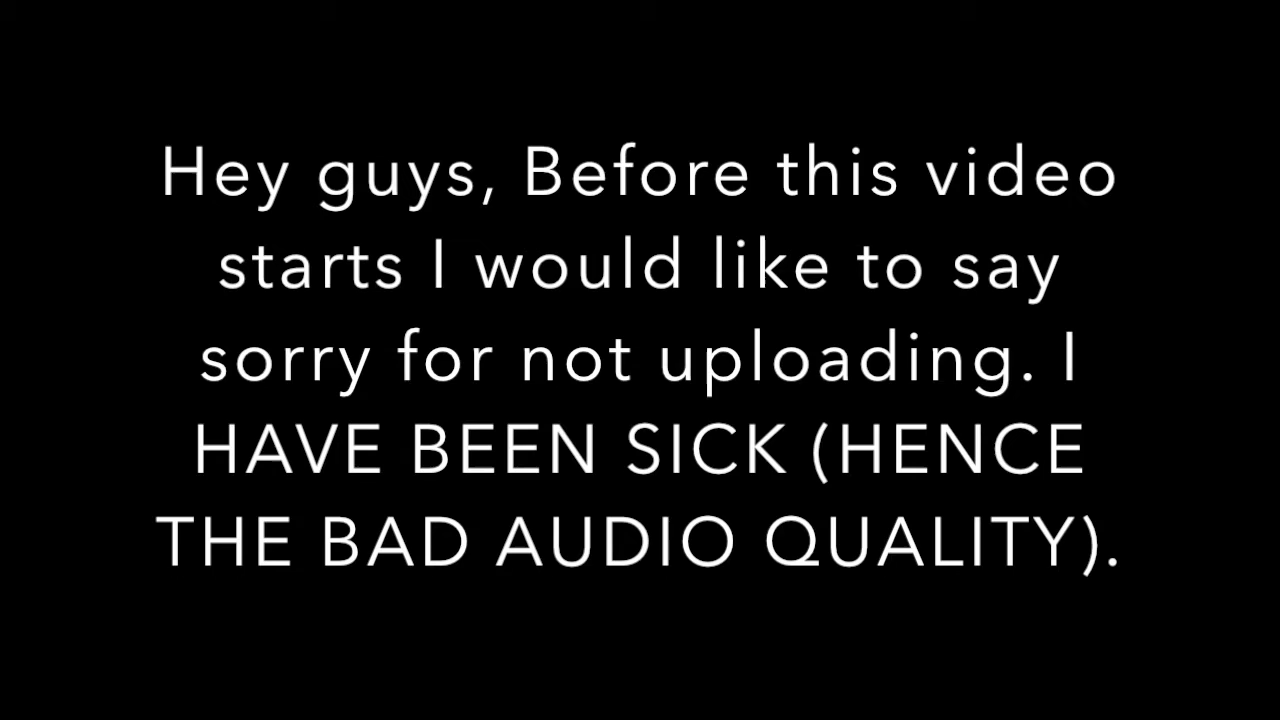 Hey guys, Before this video
starts I would like to say
sorry for not uploading. I
HAVE BEEN SICK (HENCE
THE BAD AUDIO QUALITY).